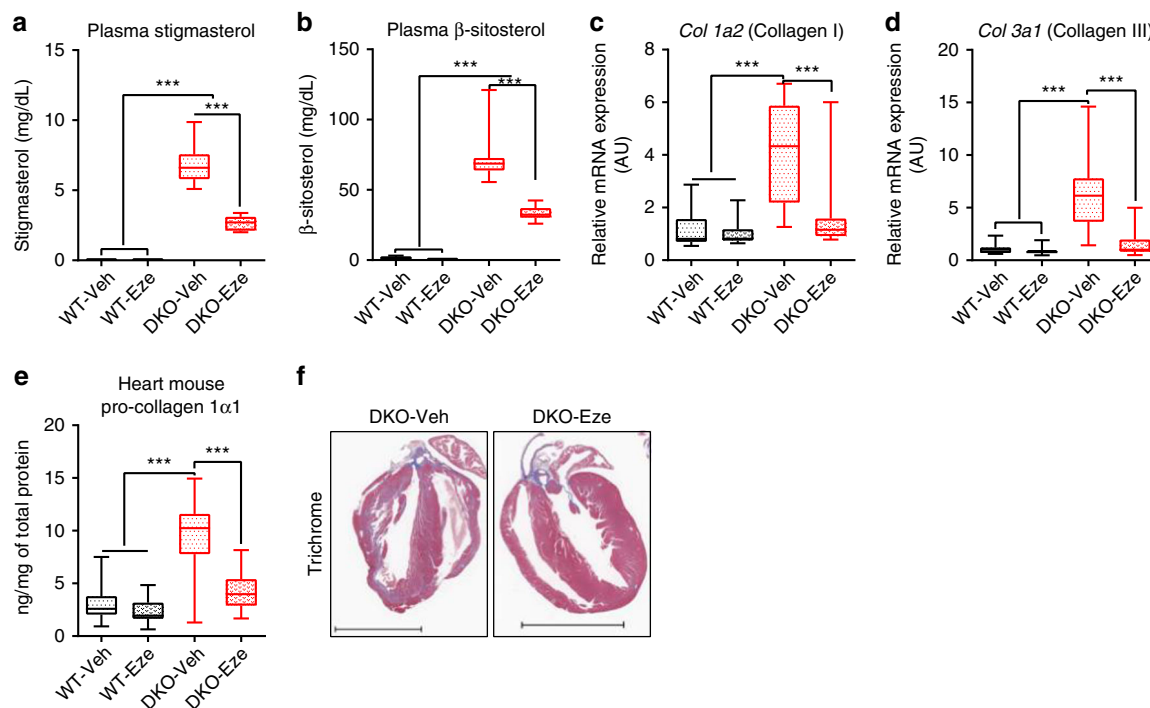 a
Plasma stigmasterol
Stigmasterol (mg/dL)
15
10
5
0
***
***
WT-Veh
WT-Eze
DKO-Veh
DKO-Eze
b
Plasma β-sitosterol
β-sitosterol (mg/dL)
150
100
50
0
***
***
WT-Veh
WT-Eze
DKO-Veh
DKO-Eze
c
Col 1a2 (Collagen I)
Relative mRNA expression
(AU)
8
6
4
2
0
***
***
WT-Veh
WT-Eze
DKO-Veh
DKO-Eze
d
Col 3a1 (Collagen III)
Relative mRNA expression
(AU)
20
15
10
5
0
***
***
WT-Veh
WT-Eze
DKO-Veh
DKO-Eze
e
Heart mouse
pro-collagen 1α1
ng/mg of total protein
20
15
10
5
0
***
***
WT-Veh
WT-Eze
DKO-Veh
DKO-Eze
f
DKO-Veh
DKO-Eze
Trichrome